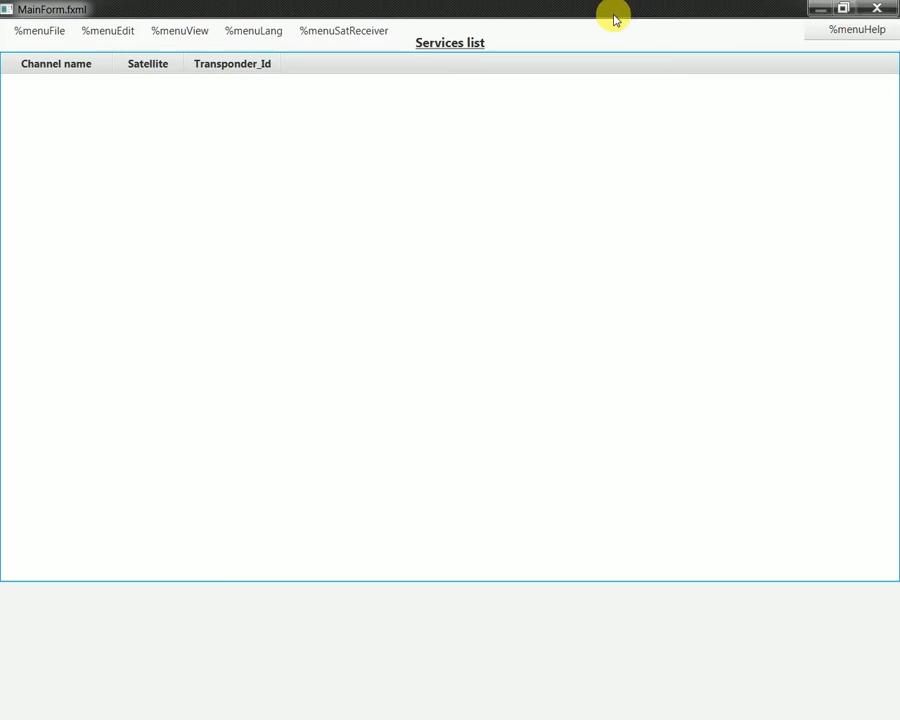 MainForm.fxml
%menuFile %menuEdit %menuView %menuLang %menuSatReceiver %menuHelp
Services list
Channel name Satellite Transponder_Id